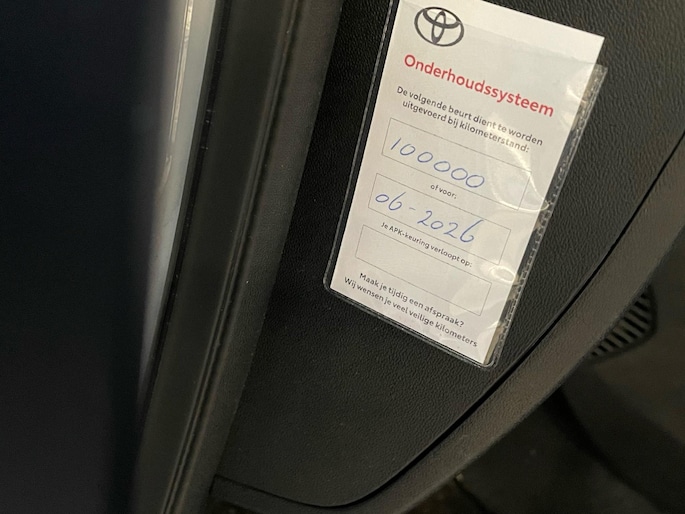 Onderhoudssysteem
De volgende beurt dient te worden
uitgevoerd bij kilometerstand:
100000
of voor:
06-2026
Je APK-keuring verloopt op:
Maak je tijdig een afspraak?
Wij wensen je veel veilige kilometers